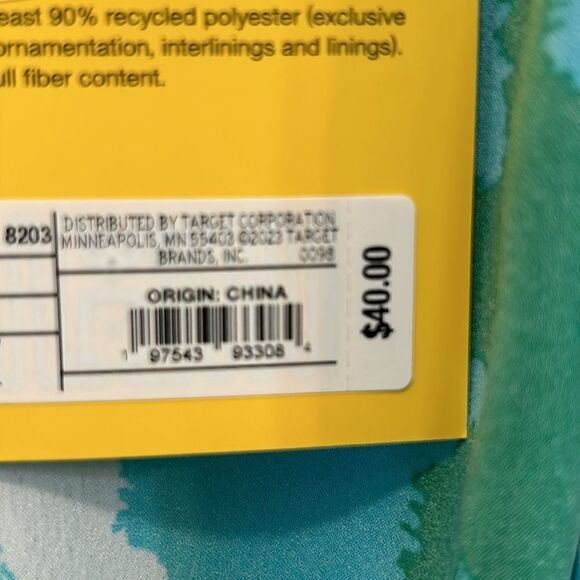 east 90% recycled polyester (exclusive
ornamentation, interlinings and linings).
ull fiber content.
8203
DISTRIBUTED BY TARGET CORPORATION
MINNEAPOLIS, MN 55403 ©2023 TARGET
BRANDS, INC. 0098
ORIGIN: CHINA
1 97543 93308 4
$40.00